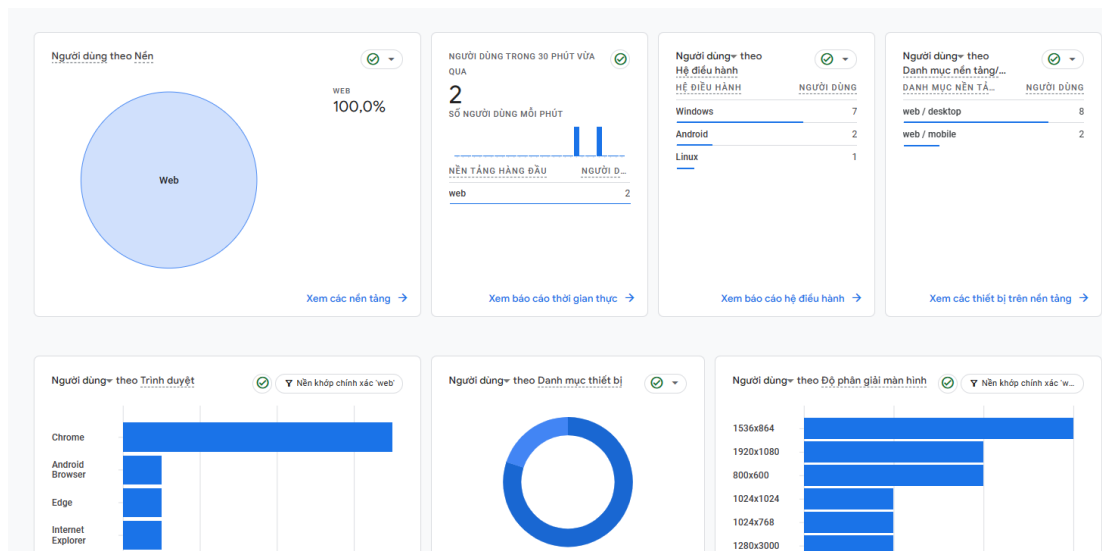 Người dùng theo Nền
WEB
100,0%
Web
Xem các nền tảng
NGƯỜI DÙNG TRONG 30 PHÚT VỪA
QUA
2
SỐ NGƯỜI DÙNG MỖI PHÚT
NỀN TẢNG HÀNG ĐẦU NGƯỜI D…
web 2
Xem báo cáo thời gian thực
Người dùng theo
Hệ điều hành
HỆ ĐIỀU HÀNH NGƯỜI DÙNG
Windows 7
Android 2
Linux 1
Xem báo cáo hệ điều hành
Người dùng theo
Danh mục nền tảng/…
DANH MỤC NỀN TẢ… NGƯỜI DÙNG
web / desktop 8
web / mobile 2
Xem các thiết bị trên nền tảng
Người dùng theo Trình duyệt
Nền khớp chính xác 'web'
Chrome
Android
Browser
Edge
Internet
Explorer
Người dùng theo Danh mục thiết bị
Người dùng theo Độ phân giải màn hình
Nền khớp chính xác 'w…
1536x864
1920x1080
800x600
1024x1024
1024x768
1280x3000